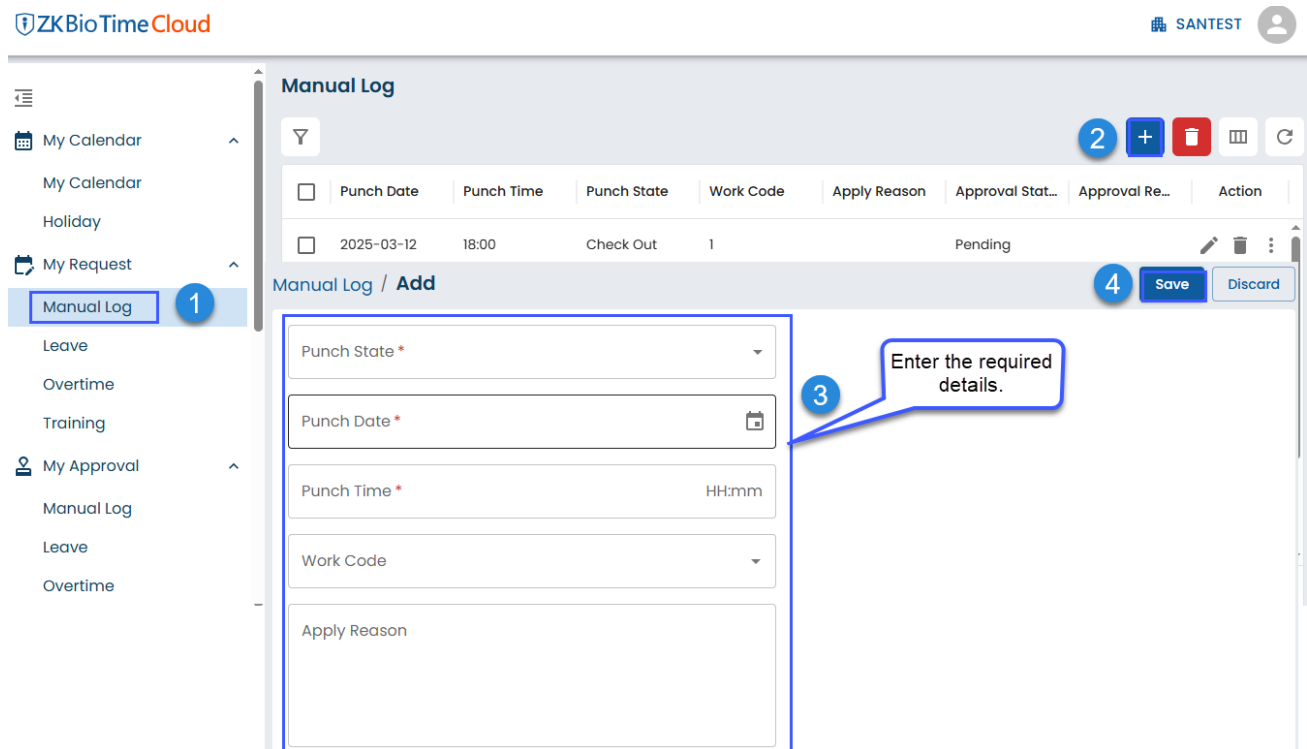 ZKBioTime Cloud
SANTEST
My Calendar
My Calendar
Holiday
My Request
Manual Log
1
Leave
Overtime
Training
My Approval
Manual Log
Leave
Overtime
Manual Log
2
+
Punch Date Punch Time Punch State Work Code Apply Reason Approval Stat... Approval Re... Action
2025-03-12 18:00 Check Out 1 Pending
Manual Log / Add
4
Save
Discard
Punch State *
Punch Date *
Punch Time * HH:mm
Work Code
Apply Reason
3
Enter the required
details.